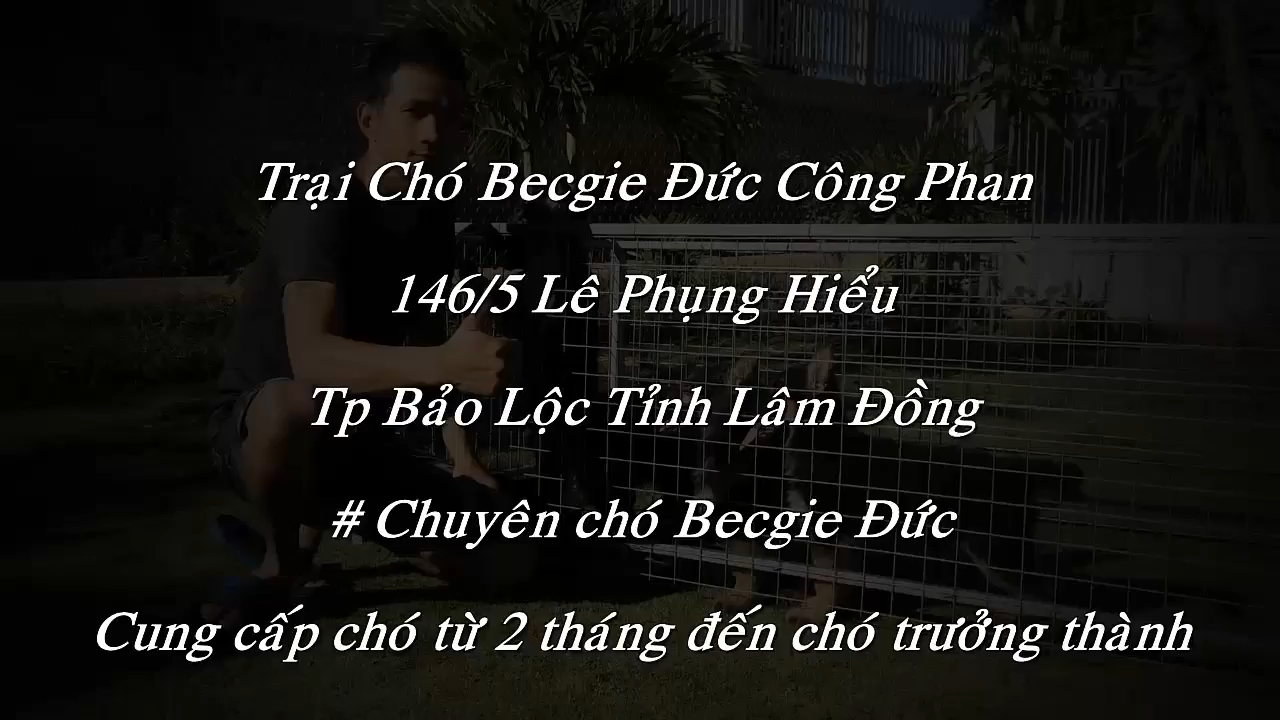 Trại Chó Becgie Đức Công Phan
146/5 Lê Phụng Hiểu
Tp Bảo Lộc Tỉnh Lâm Đồng
# Chuyên chó Becgie Đức
Cung cấp chó từ 2 tháng đến chó trưởng thành